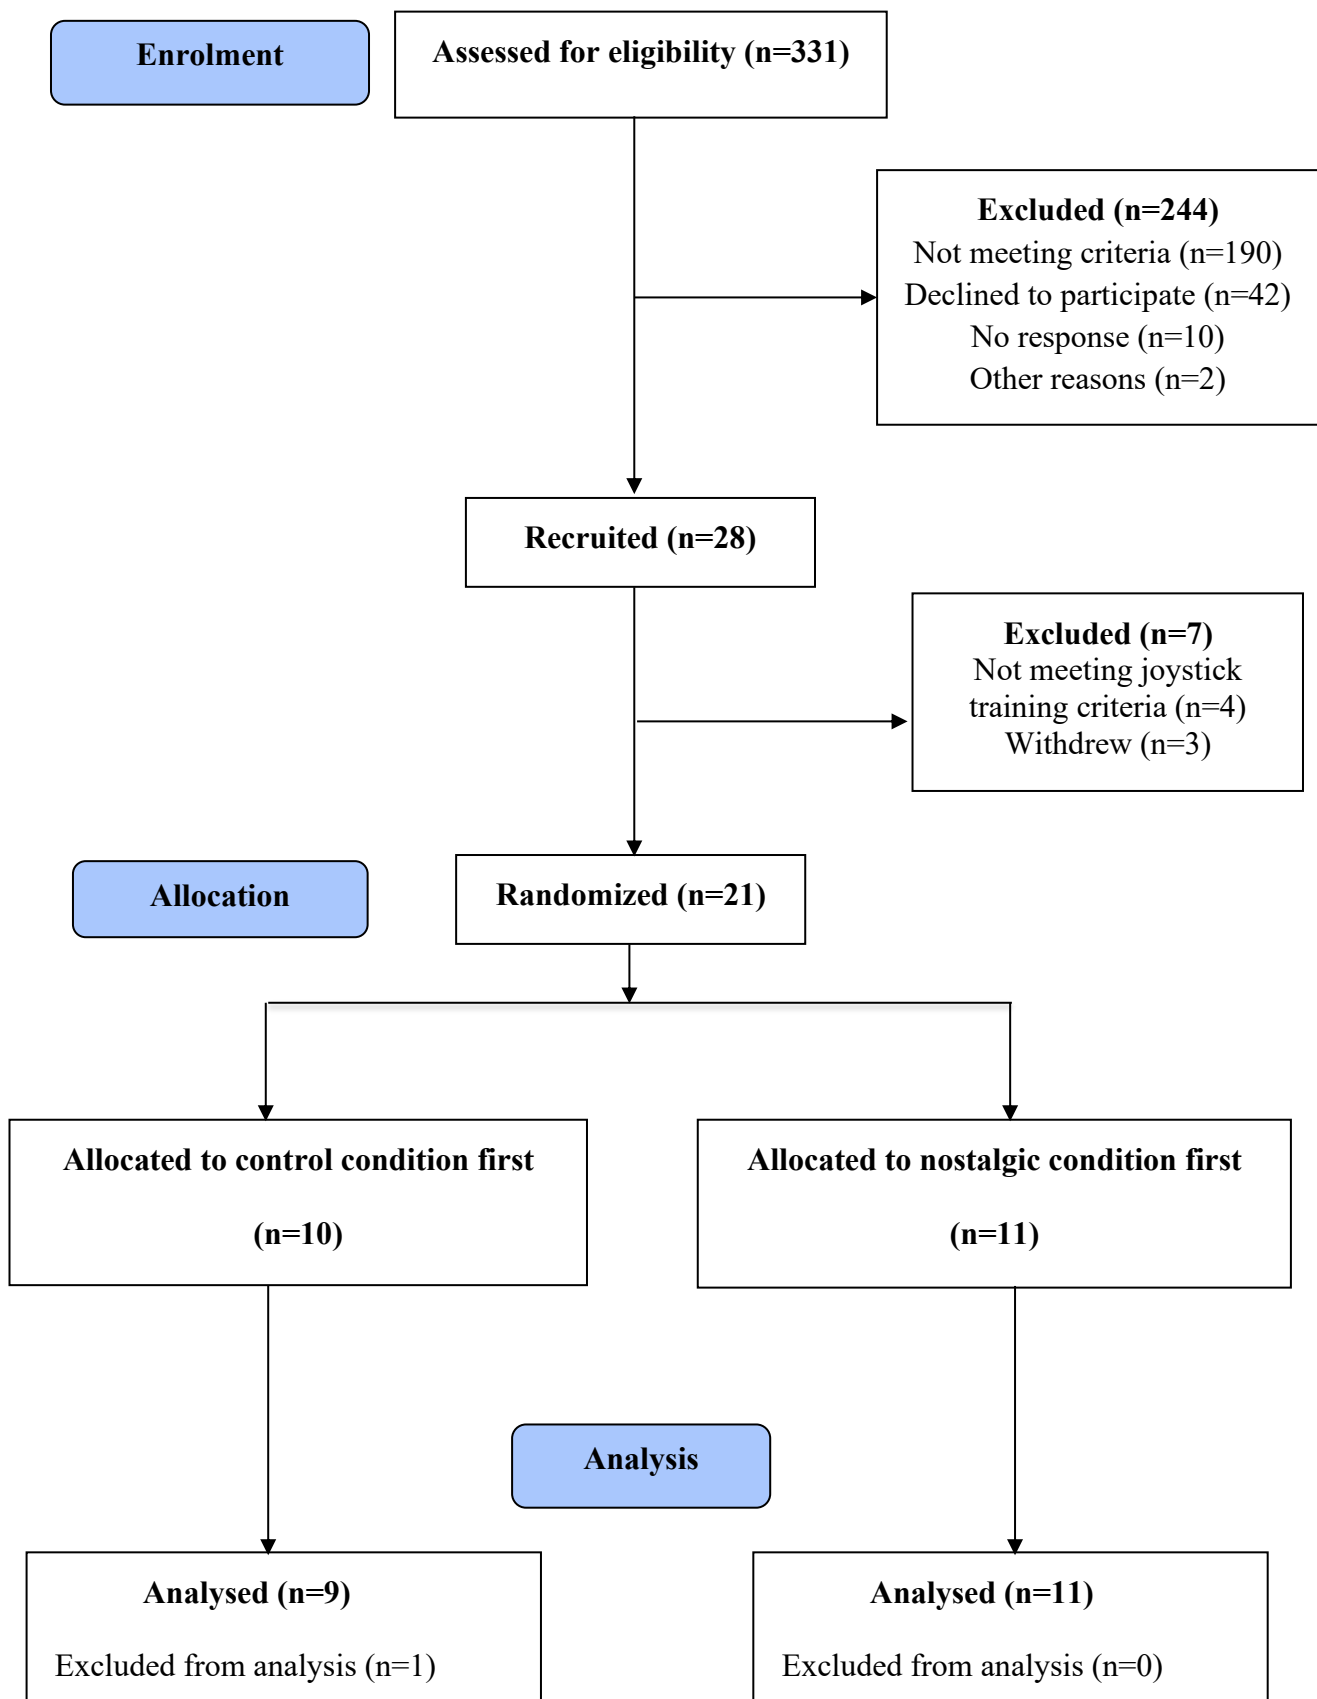 Enrolment
Assessed for eligibility (n=331)
Excluded (n=244)
Not meeting criteria (n=190)
Declined to participate (n=42)
No response (n=10)
Other reasons (n=2)
Recruited (n=28)
Excluded (n=7)
Not meeting joystick
training criteria (n=4)
Withdrew (n=3)
Allocation
Randomized (n=21)
Allocated to control condition first
(n=10)
Allocated to nostalgic condition first
(n=11)
Analysis
Analysed (n=9)
Excluded from analysis (n=1)
Analysed (n=11)
Excluded from analysis (n=0)